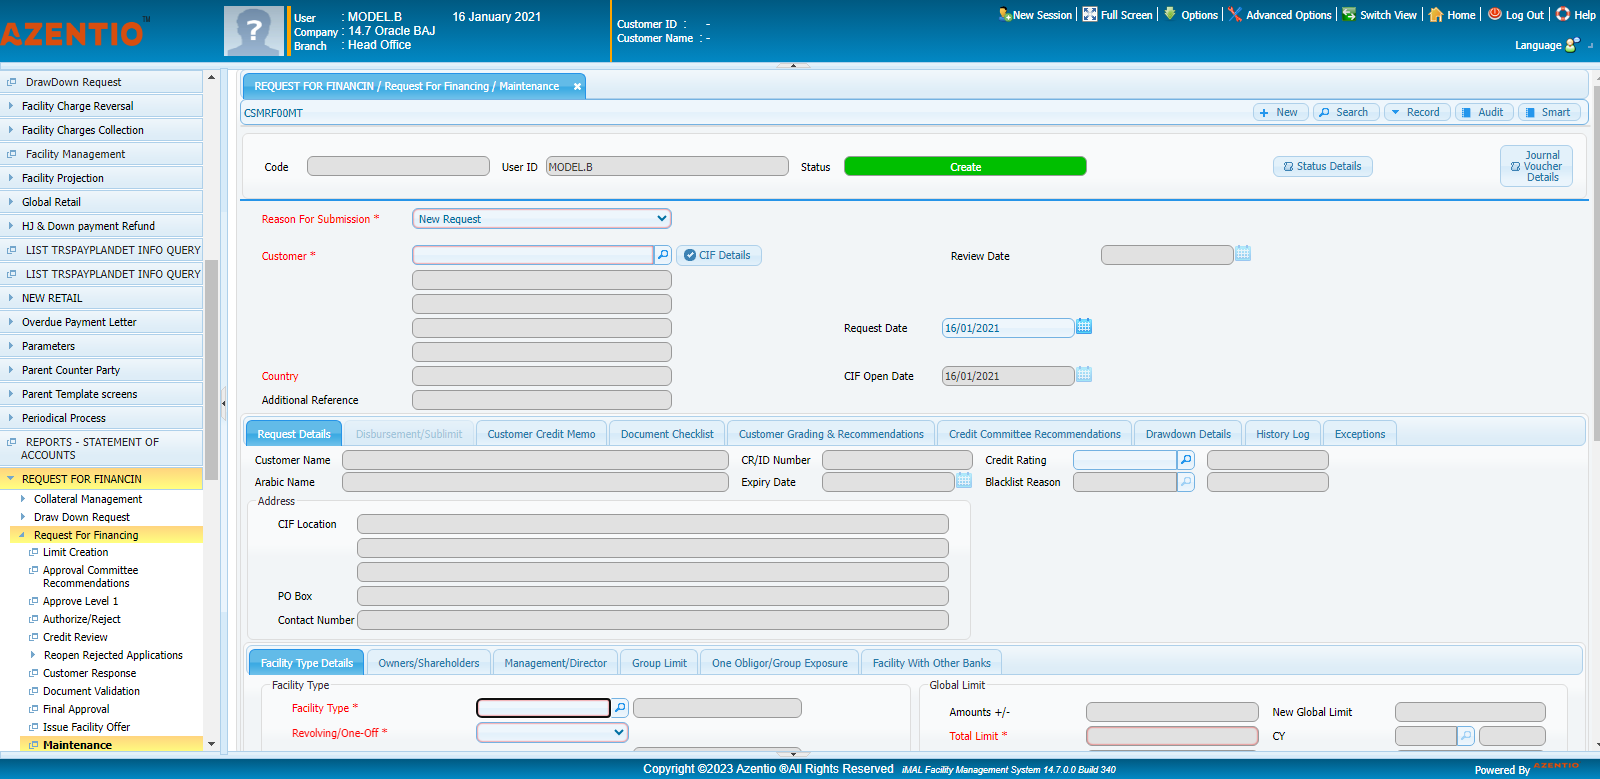 AZENTIO™
User : MODEL.B 16 January 2021
Company : 14.7 Oracle BAJ
Branch : Head Office
Customer ID : -
Customer Name : -
New Session Full Screen Options Advanced Options Switch View Home Log Out Help
Language
DrawDown Request
Facility Charge Reversal
Facility Charges Collection
Facility Management
Facility Projection
Global Retail
HJ & Down payment Refund
LIST TRSPAYPLANDET INFO QUERY
LIST TRSPAYPLANDET INFO QUERY
NEW RETAIL
Overdue Payment Letter
Parameters
Parent Counter Party
Parent Template screens
Periodical Process
REPORTS - STATEMENT OF
ACCOUNTS
REQUEST FOR FINANCIN
Collateral Management
Draw Down Request
Request For Financing
Limit Creation
Approval Committee
Recommendations
Approve Level 1
Authorize/Reject
Credit Review
Reopen Rejected Applications
Customer Response
Document Validation
Final Approval
Issue Facility Offer
Maintenance
REQUEST FOR FINANCIN / Request For Financing / Maintenance
CSMRF00MT
New Search Record Audit Smart
Code User ID MODEL.B Status Create Status Details
Journal
Voucher
Details
Reason For Submission * New Request
Customer * CIF Details Review Date
Request Date 16/01/2021
Country CIF Open Date 16/01/2021
Additional Reference
Request Details Disbursement/Sublimit Customer Credit Memo Document Checklist Customer Grading & Recommendations Credit Committee Recommendations Drawdown Details History Log Exceptions
Customer Name CR/ID Number Credit Rating
Arabic Name Expiry Date Blacklist Reason
Address
CIF Location
PO Box
Contact Number
Facility Type Details Owners/Shareholders Management/Director Group Limit One Obligor/Group Exposure Facility With Other Banks
Facility Type Global Limit
Facility Type * Amounts +/- New Global Limit
Revolving/One-Off * Total Limit * CY
Copyright ©2023 Azentio ®All Rights Reserved iMAL Facility Management System 14.7.0.0 Build 340
Powered By AZENTIO